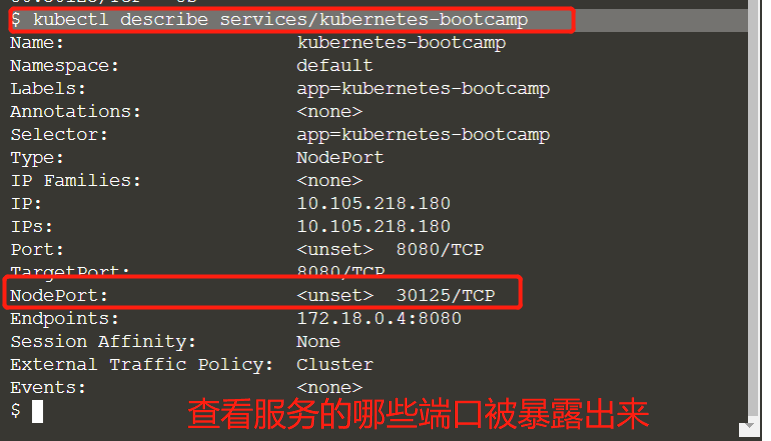 $ kubectl describe services/kubernetes-bootcamp
Name: kubernetes-bootcamp
Namespace: default
Labels: app=kubernetes-bootcamp
Annotations: <none>
Selector: app=kubernetes-bootcamp
Type: NodePort
IP Families: <none>
IP: 10.105.218.180
IPs: 10.105.218.180
Port: <unset> 8080/TCP
TargetPort: 8080/TCP
NodePort: <unset> 30125/TCP
Endpoints: 172.18.0.4:8080
Session Affinity: None
External Traffic Policy: Cluster
Events: <none>
$
查看服务的哪些端口被暴露出来